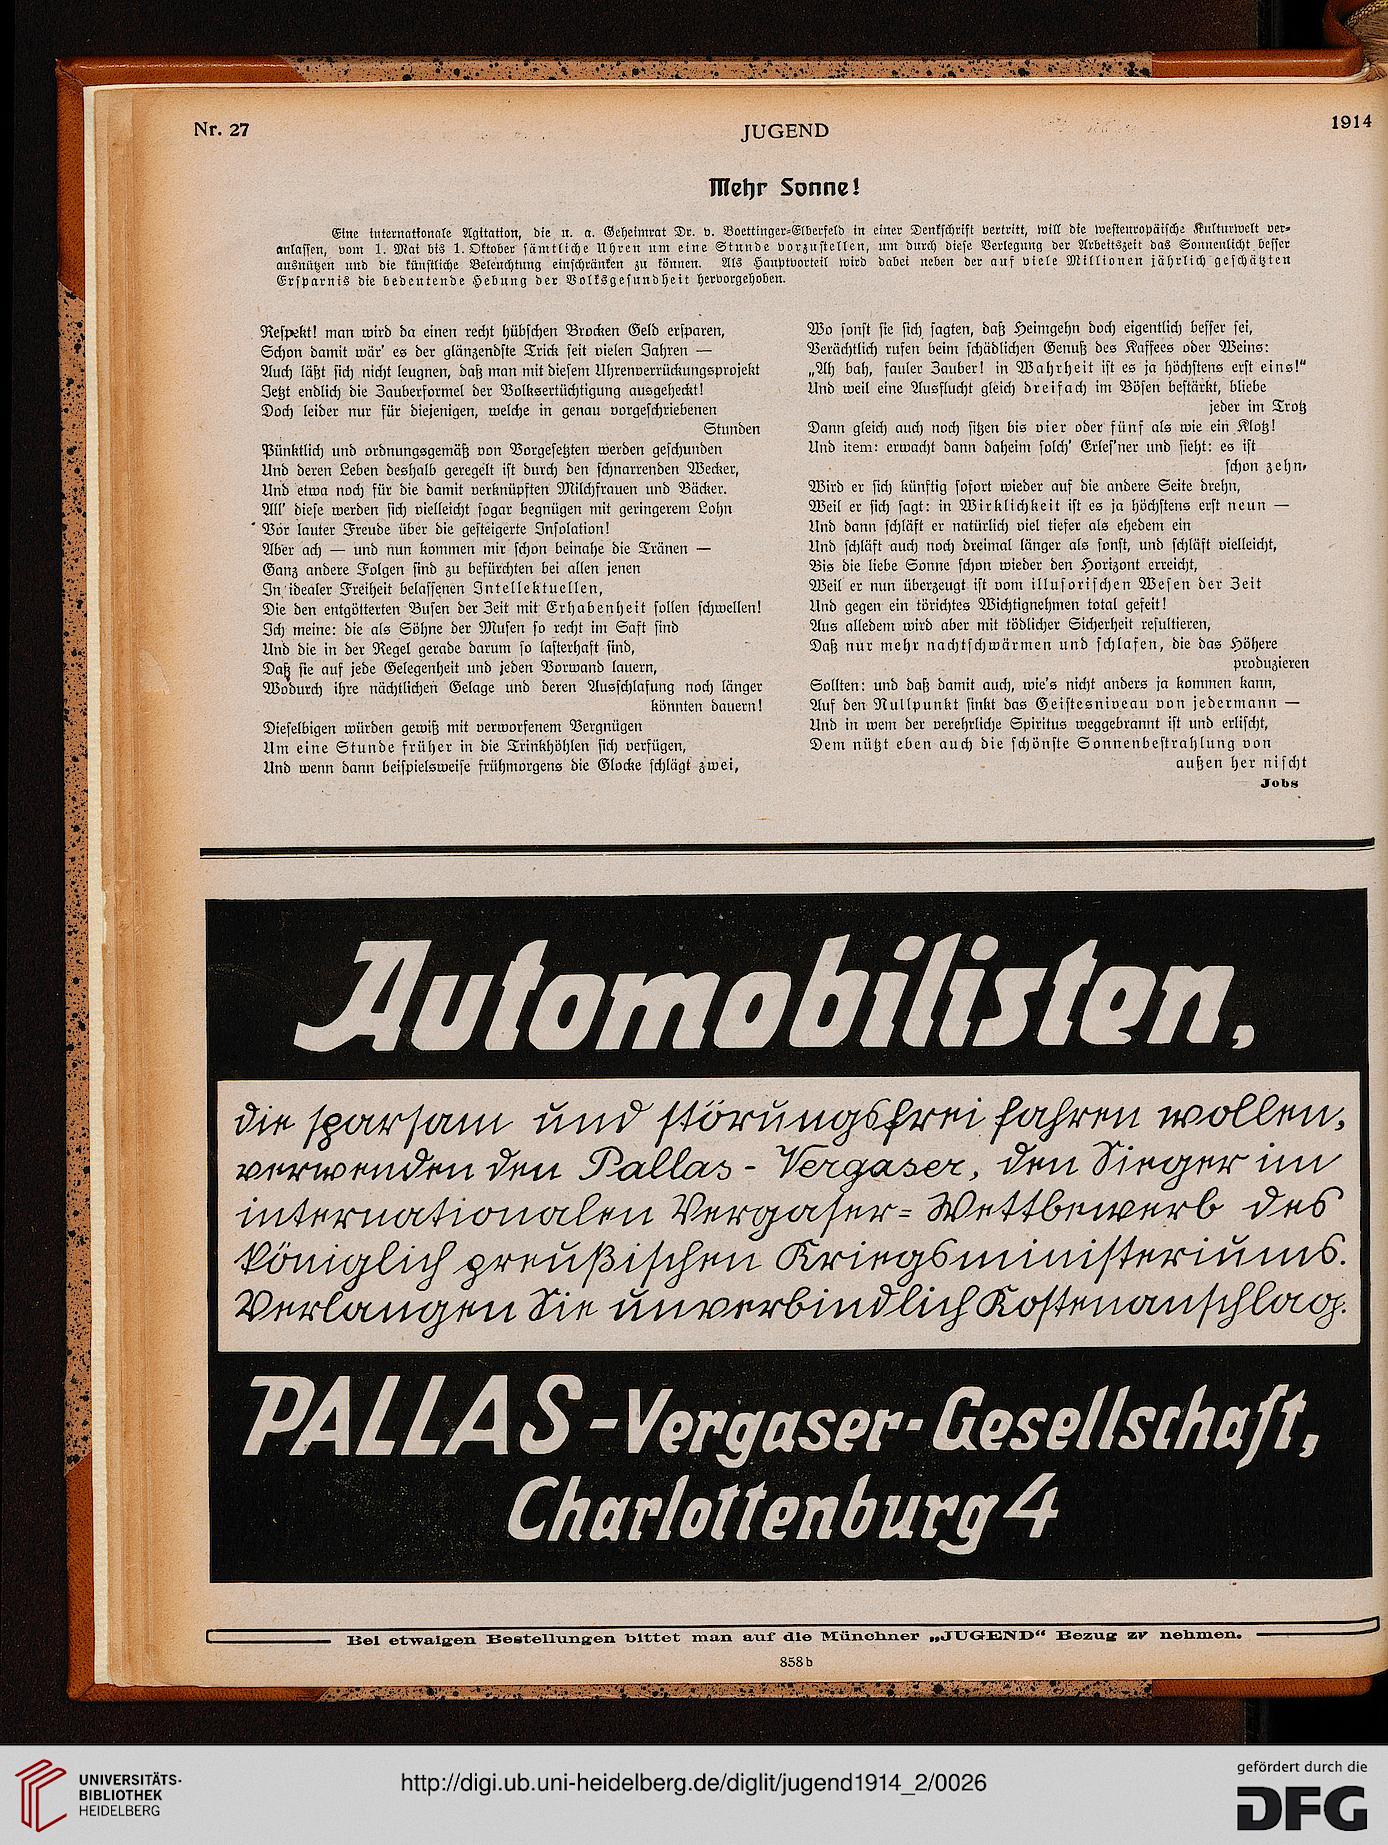 Nr. 27 JUGEND 1914
Mehr Sonne!
Eine internationale Agitation, die u. a. Geheimrat Dr. v. Boettinger-Elberfeld in einer Denkschrift vertritt, will die westeuropäische Kulturwelt ver-
anlassen, vom 1. Mai bis 1. Oktober sämtliche Uhren um eine Stunde vorzustellen, um durch diese Verlegung der Arbeitszeit das Sonnenlicht besser
ausnützen und die künstliche Beleuchtung einschränken zu können. Als Hauptvorteil wird dabei neben der auf viele Millionen jährlich geschätzten
Ersparnis die bedeutende Hebung der Volksgesundheit hervorgehoben.
Respekt! man wird da einen recht hübschen Brocken Geld ersparen,
Schon damit wär' es der glänzendste Trick seit vielen Jahren —
Auch läßt sich nicht leugnen, daß man mit diesem Uhrenverrückungsprojekt
Jetzt endlich die Zauberformel der Volksertüchtigung ausgeheckt!
Doch leider nur für diejenigen, welche in genau vorgeschriebenen
Stunden
Pünktlich und ordnungsgemäß von Vorgesetzten werden geschunden
Und deren Leben deshalb geregelt ist durch den schnarrenden Wecker,
Und etwa noch für die damit verknüpften Milchfrauen und Bäcker.
All' diese werden sich vielleicht sogar begnügen mit geringerem Lohn
Vor lauter Freude über die gesteigerte Insolation!
Aber ach — und nun kommen mir schon beinahe die Tränen —
Ganz andere Folgen sind zu befürchten bei allen jenen
In idealer Freiheit belassenen Intellektuellen,
Die den entgötterten Busen der Zeit mit Erhabenheit sollen schwellen!
Ich meine: die als Söhne der Musen so recht im Saft sind
Und die in der Regel gerade darum so lasterhaft sind,
Daß sie auf jede Gelegenheit und jeden Vorwand lauern,
Wodurch ihre nächtlichen Gelage und deren Ausschlafung noch länger
könnten dauern!
Dieselbigen würden gewiß mit verworfenem Vergnügen
Um eine Stunde früher in die Trinkhöhlen sich verfügen,
Und wenn dann beispielsweise frühmorgens die Glocke schlägt zwei,
Wo sonst sie sich sagten, daß Heimgehn doch eigentlich besser sei,
Verächtlich rufen beim schädlichen Genuß des Kaffees oder Weins:
„Ah bah, fauler Zauber! in Wahrheit ist es ja höchstens erst eins!“
Und weil eine Ausflucht gleich dreifach im Bösen bestärkt, bliebe
jeder im Trotz
Dann gleich auch noch sitzen bis vier oder fünf als wie ein Klotz!
Und item: erwacht dann daheim solch' Erles'ner und sieht: es ist
schon zehn,
Wird er sich künftig sofort wieder auf die andere Seite drehn,
Weil er sich sagt: in Wirklichkeit ist es ja höchstens erst neun —
Und dann schläft er natürlich viel tiefer als ehedem ein
Und schläft auch noch dreimal länger als sonst, und schläft vielleicht,
Bis die liebe Sonne schon wieder den Horizont erreicht,
Weil er nun überzeugt ist vom illusorischen Wesen der Zeit
Und gegen ein törichtes Wichtignehmen total gefeit!
Aus alledem wird aber mit tödlicher Sicherheit resultieren,
Daß nur mehr nachtschwärmen und schlafen, die das Höhere
produzieren
Sollten: und daß damit auch, wie's nicht anders ja kommen kann,
Auf den Nullpunkt sinkt das Geistesniveau von jedermann —
Und in wem der verehrliche Spiritus weggebrannt ist und erlischt,
Dem nützt eben auch die schönste Sonnenbestrahlung von
außen her nischt
Jobs
Automobilisten,
die sparsam und störungsfrei fahren wollen,
verwenden den Pallas-Vergaser, den Sieger im
internationalen Vergaser-Wettbewerb des
königlich preußischen Kriegsministeriums.
Verlangen Sie unverbindlich Kostenanschlag.
PALLAS-Vergaser-Gesellschaft,
Charlottenburg 4
Bei etwaigen Bestellungen bittet man auf die Münchner „JUGEND“ Bezug zv nehmen.
858 b
UNIVERSITÄTS-
BIBLIOTHEK
HEIDELBERG
http://digi.ub.uni-heidelberg.de/diglit/jugend1914_2/0026
gefördert durch die
DFG